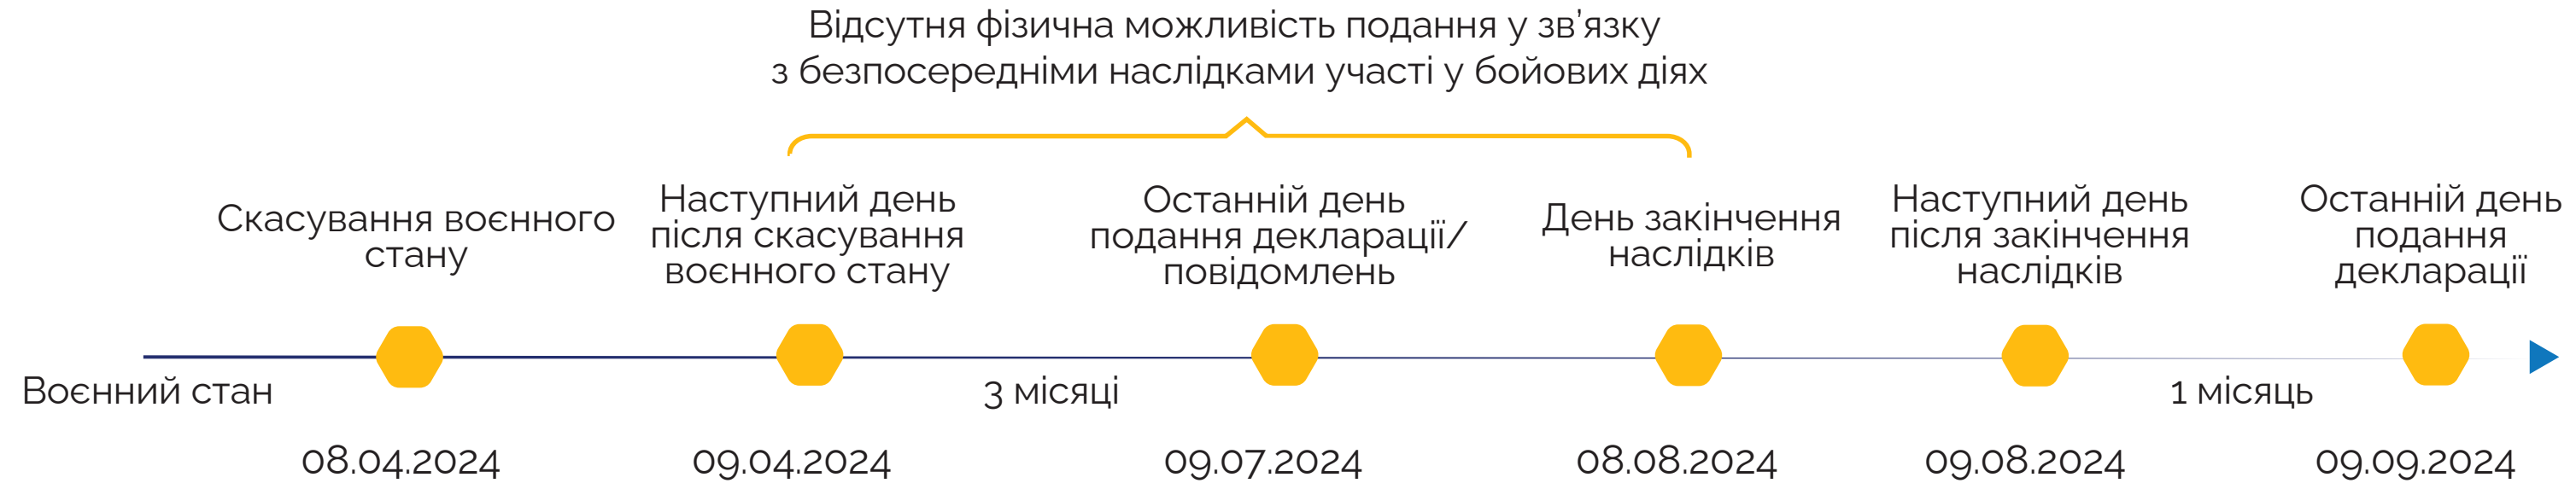 Відсутня фізична можливість подання у зв’язку
з безпосередніми наслідками участі у бойових діях
Скасування воєнного
стану
Наступний день
після скасування
воєнного стану
Останній день
подання декларації/
повідомлень
День закінчення
наслідків
Наступний день
після закінчення
наслідків
Останній день
подання
декларації
Воєнний стан
3 місяці
1 місяць
08.04.2024
09.04.2024
09.07.2024
08.08.2024
09.08.2024
09.09.2024